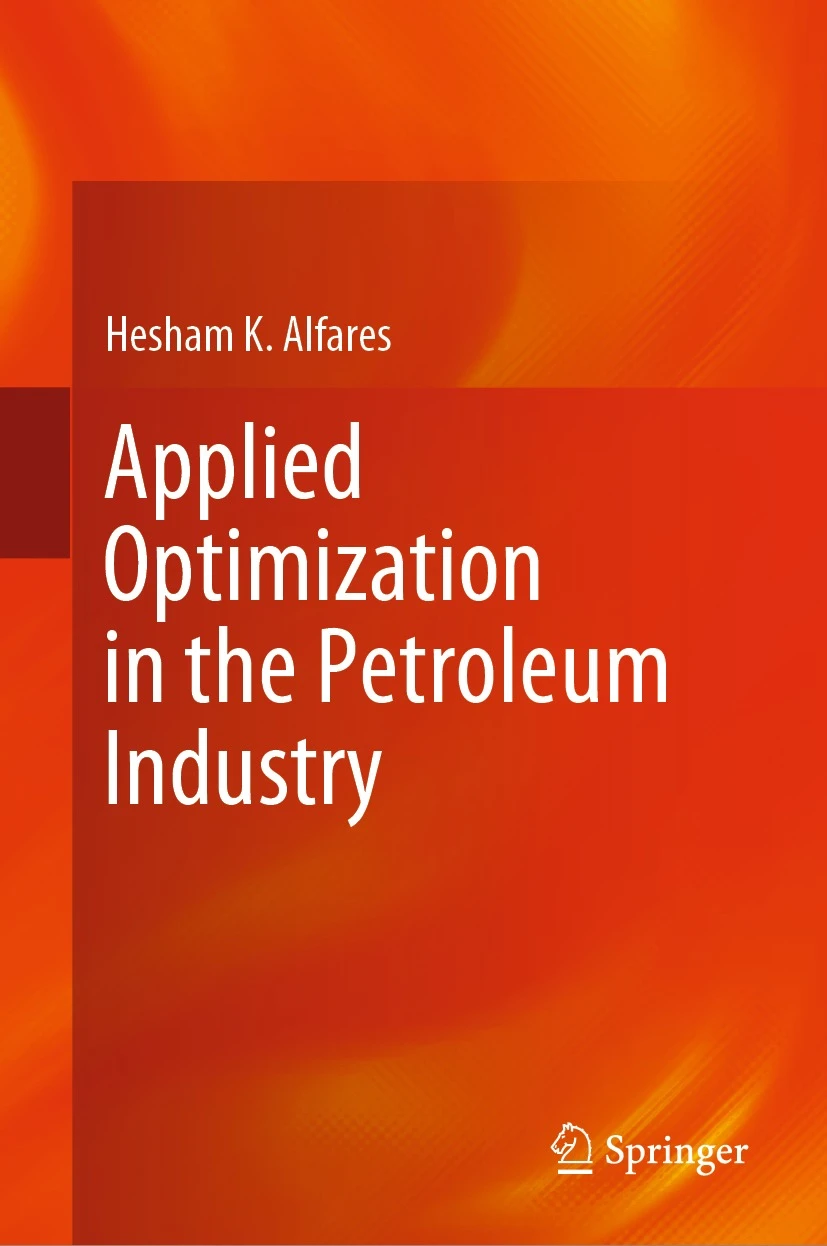 Hesham K. Alfares
Applied
Optimization
in the Petroleum
Industry
Springer